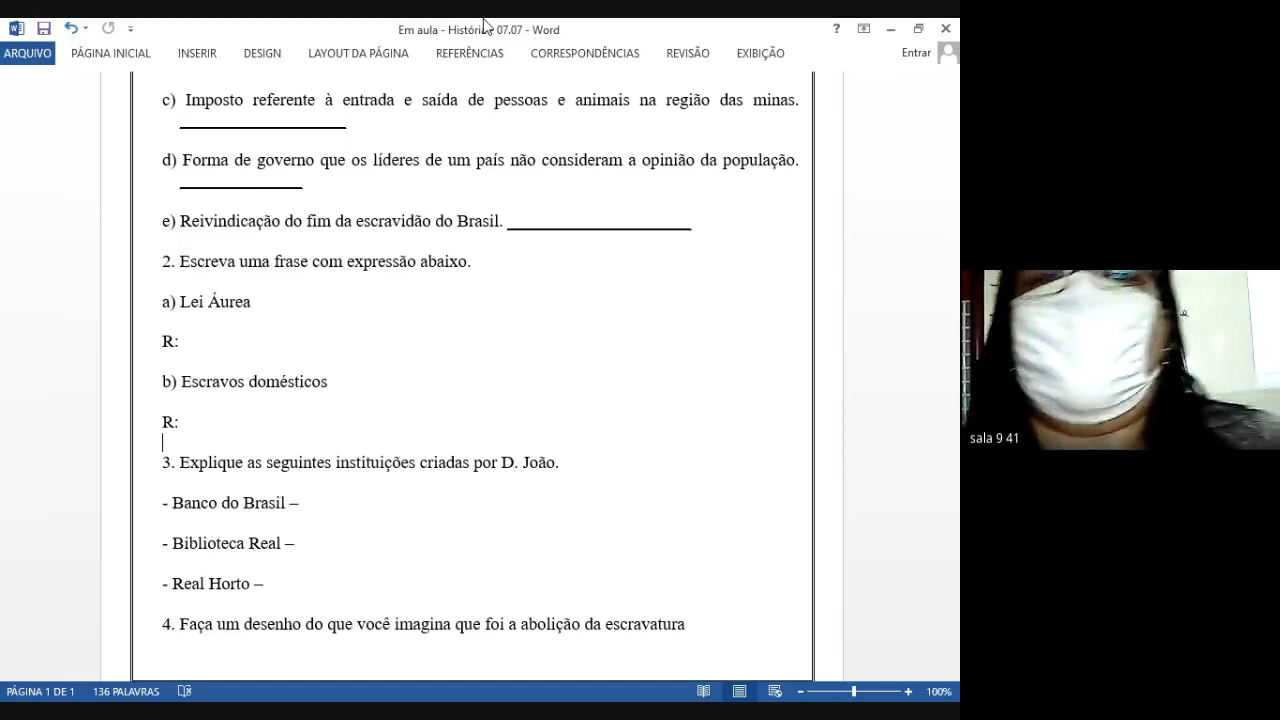 Em aula - História 07.07 - Word
ARQUIVO PÁGINA INICIAL INSERIR DESIGN LAYOUT DA PÁGINA REFERÊNCIAS CORRESPONDÊNCIAS REVISÃO EXIBIÇÃO Entrar
c) Imposto referente à entrada e saída de pessoas e animais na região das minas.
d) Forma de governo que os líderes de um país não consideram a opinião da população.
e) Reivindicação do fim da escravidão do Brasil.
2. Escreva uma frase com expressão abaixo.
a) Lei Áurea
R:
b) Escravos domésticos
R:
3. Explique as seguintes instituições criadas por D. João.
- Banco do Brasil –
- Biblioteca Real –
- Real Horto –
4. Faça um desenho do que você imagina que foi a abolição da escravatura
sala 9 41
PÁGINA 1 DE 1 136 PALAVRAS 100%